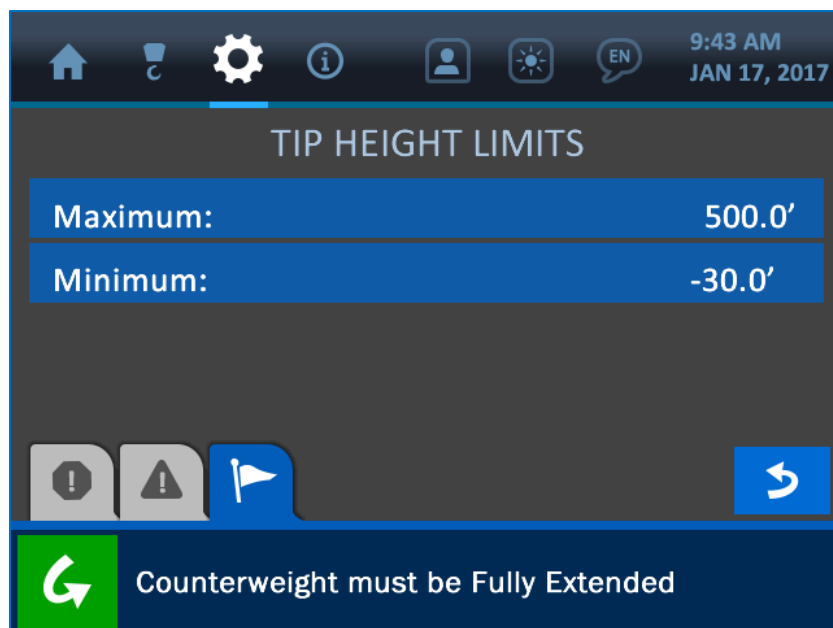 EN
9:43 AM
JAN 17, 2017
TIP HEIGHT LIMITS
Maximum: 500.0′
Minimum: -30.0′
Counterweight must be Fully Extended